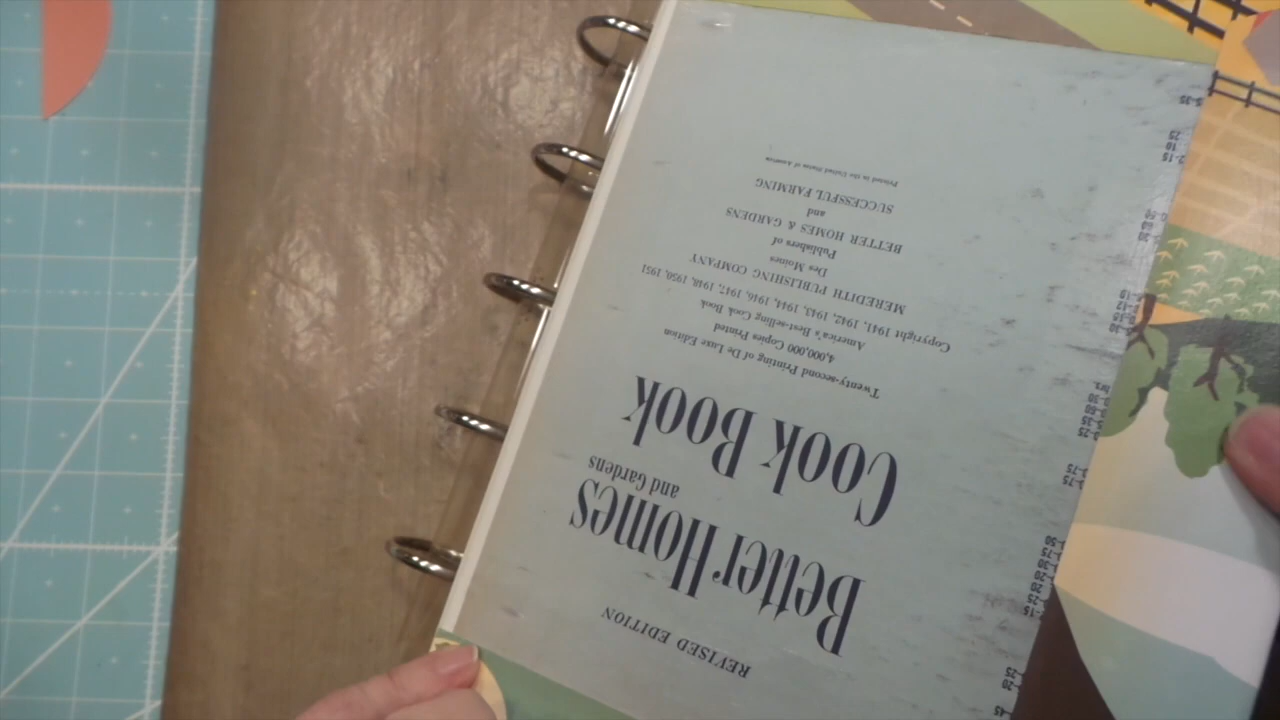 REVISED EDITION
Better Homes
and Gardens
Cook Book
Twenty-second Printing of De Luxe Edition
4,000,000 Copies Printed
America's Best-selling Cook Book
Copyright 1941, 1942, 1943, 1944, 1946, 1947, 1948, 1950, 1951
MEREDITH PUBLISHING COMPANY
Des Moines
Publishers of
BETTER HOMES & GARDENS
and
SUCCESSFUL FARMING
Printed in the United States of America